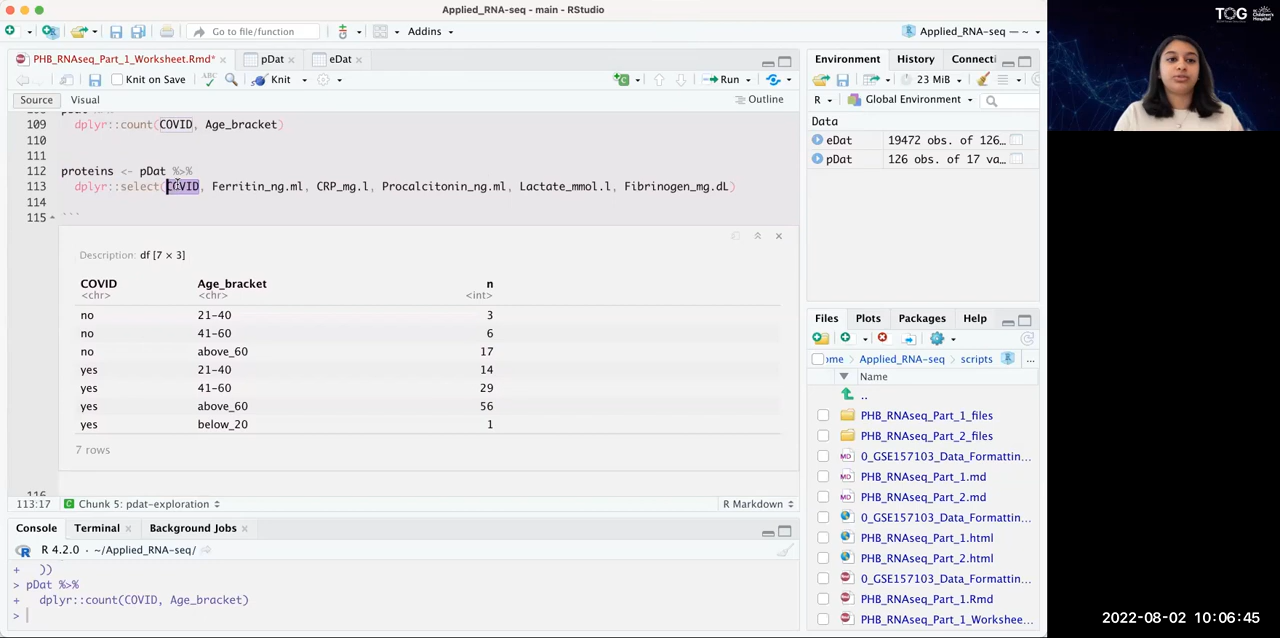 Applied_RNA-seq - main - RStudio
Go to file/function
Addins
Applied_RNA-seq — ~
PHB_RNAseq_Part_1_Worksheet.Rmd*
pDat
eDat
Knit on Save
ABC
Knit
Run
Source
Visual
Outline
109 dplyr::count(COVID, Age_bracket)
110
111
112 proteins <- pDat %>%
113 dplyr::select(COVID, Ferritin_ng.ml, CRP_mg.l, Procalcitonin_ng.ml, Lactate_mmol.l, Fibrinogen_mg.dL)
114
115 ```
Description: df [7 × 3]
COVID Age_bracket n
<chr> <chr> <int>
no 21-40 3
no 41-60 6
no above_60 17
yes 21-40 14
yes 41-60 29
yes above_60 56
yes below_20 1
7 rows
116
113:17 Chunk 5: pdat-exploration R Markdown
Console Terminal Background Jobs
R 4.2.0 · ~/Applied_RNA-seq/
+ ))
> pDat %>%
+ dplyr::count(COVID, Age_bracket)
>
Environment History Connecti
23 MiB
R Global Environment
Data
eDat 19472 obs. of 126…
pDat 126 obs. of 17 va…
Files Plots Packages Help
ome Applied_RNA-seq scripts ...
Name
..
PHB_RNAseq_Part_1_files
PHB_RNAseq_Part_2_files
0_GSE157103_Data_Formattin...
PHB_RNAseq_Part_1.md
PHB_RNAseq_Part_2.md
0_GSE157103_Data_Formattin...
PHB_RNAseq_Part_1.html
PHB_RNAseq_Part_2.html
0_GSE157103_Data_Formattin...
PHB_RNAseq_Part_1.Rmd
PHB_RNAseq_Part_1_Workshee...
TOG
BC Children's
Hospital
2022-08-02 10:06:45